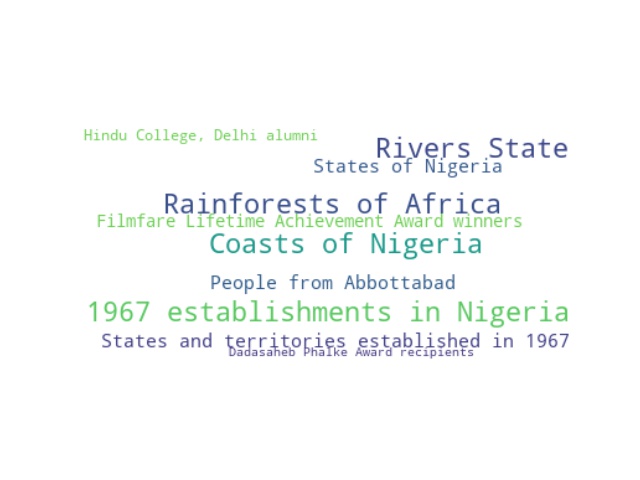 Hindu College, Delhi alumni
Rivers State
States of Nigeria
Rainforests of Africa
Filmfare Lifetime Achievement Award winners
Coasts of Nigeria
People from Abbottabad
1967 establishments in Nigeria
States and territories established in 1967
Dadasaheb Phalke Award recipients